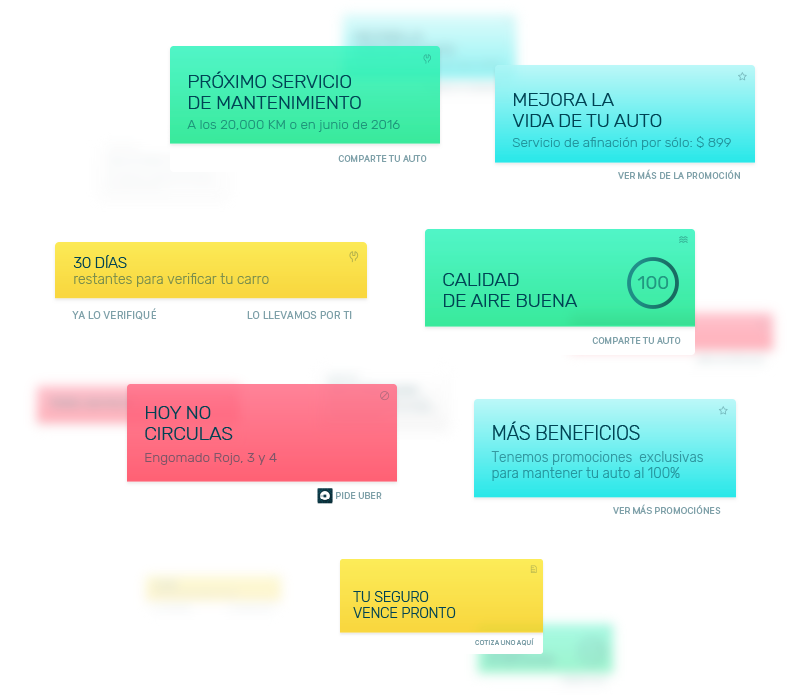 PRÓXIMO SERVICIO
DE MANTENIMIENTO
A los 20,000 KM o en junio de 2016
COMPARTE TU AUTO
MEJORA LA
VIDA DE TU AUTO
Servicio de afinación por sólo: $ 899
VER MÁS DE LA PROMOCIÓN
30 DÍAS
restantes para verificar tu carro
YA LO VERIFIQUÉ
LO LLEVAMOS POR TI
CALIDAD
DE AIRE BUENA
100
COMPARTE TU AUTO
HOY NO
CIRCULAS
Engomado Rojo, 3 y 4
PIDE UBER
MÁS BENEFICIOS
Tenemos promociones exclusivas
para mantener tu auto al 100%
VER MÁS PROMOCIÓNES
TU SEGURO
VENCE PRONTO
COTIZA UNO AQUÍ